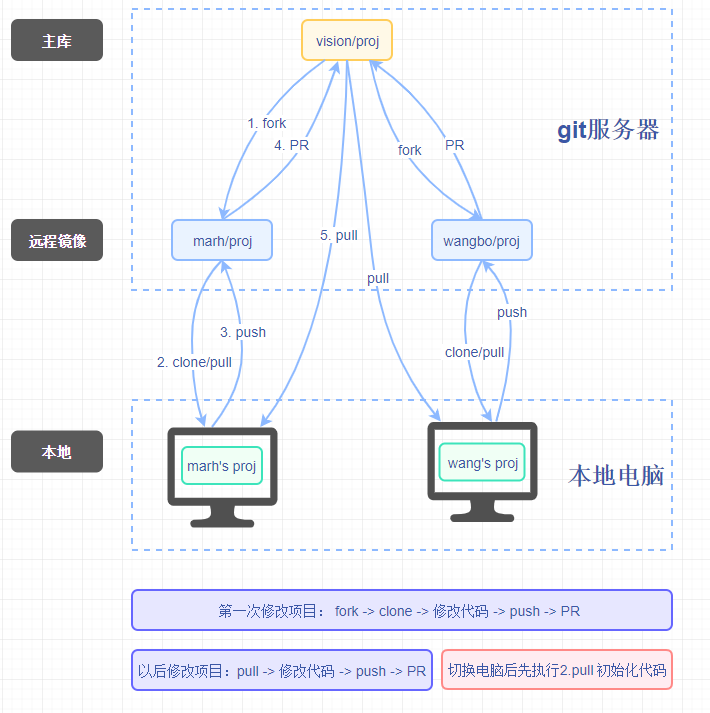 主库
vision/proj
git服务器
1. fork
4. PR
fork
PR
远程镜像
marh/proj
5. pull
wangbo/proj
pull
push
3. push
2. clone/pull
clone/pull
本地
marh's proj
wang's proj
本地电脑
第一次修改项目： fork -> clone -> 修改代码 -> push -> PR
以后修改项目：pull -> 修改代码 -> push -> PR
切换电脑后先执行2.pull 初始化代码